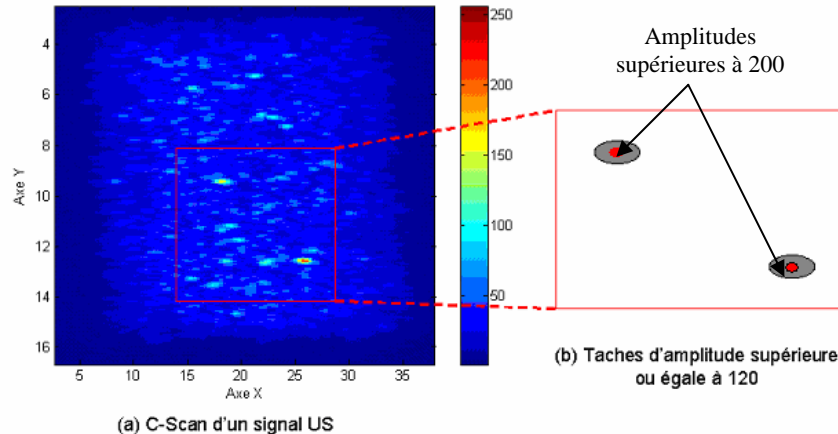 4
6
8
10
12
14
16
Axe Y
5
10
15
20
25
30
35
Axe X
250
200
150
100
50
(a) C-Scan d'un signal US
Amplitudes
supérieures à 200
(b) Taches d'amplitude supérieure
ou égale à 120